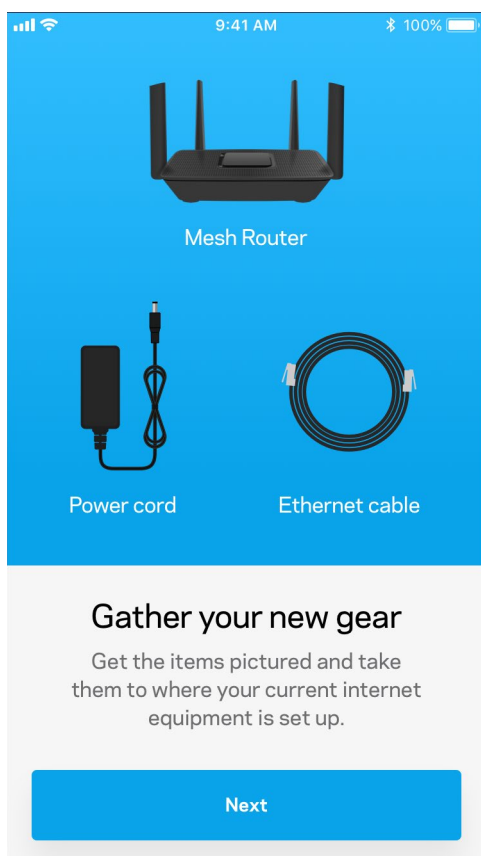 9:41 AM 100%
Mesh Router
Power cord Ethernet cable
Gather your new gear
Get the items pictured and take
them to where your current internet
equipment is set up.
Next